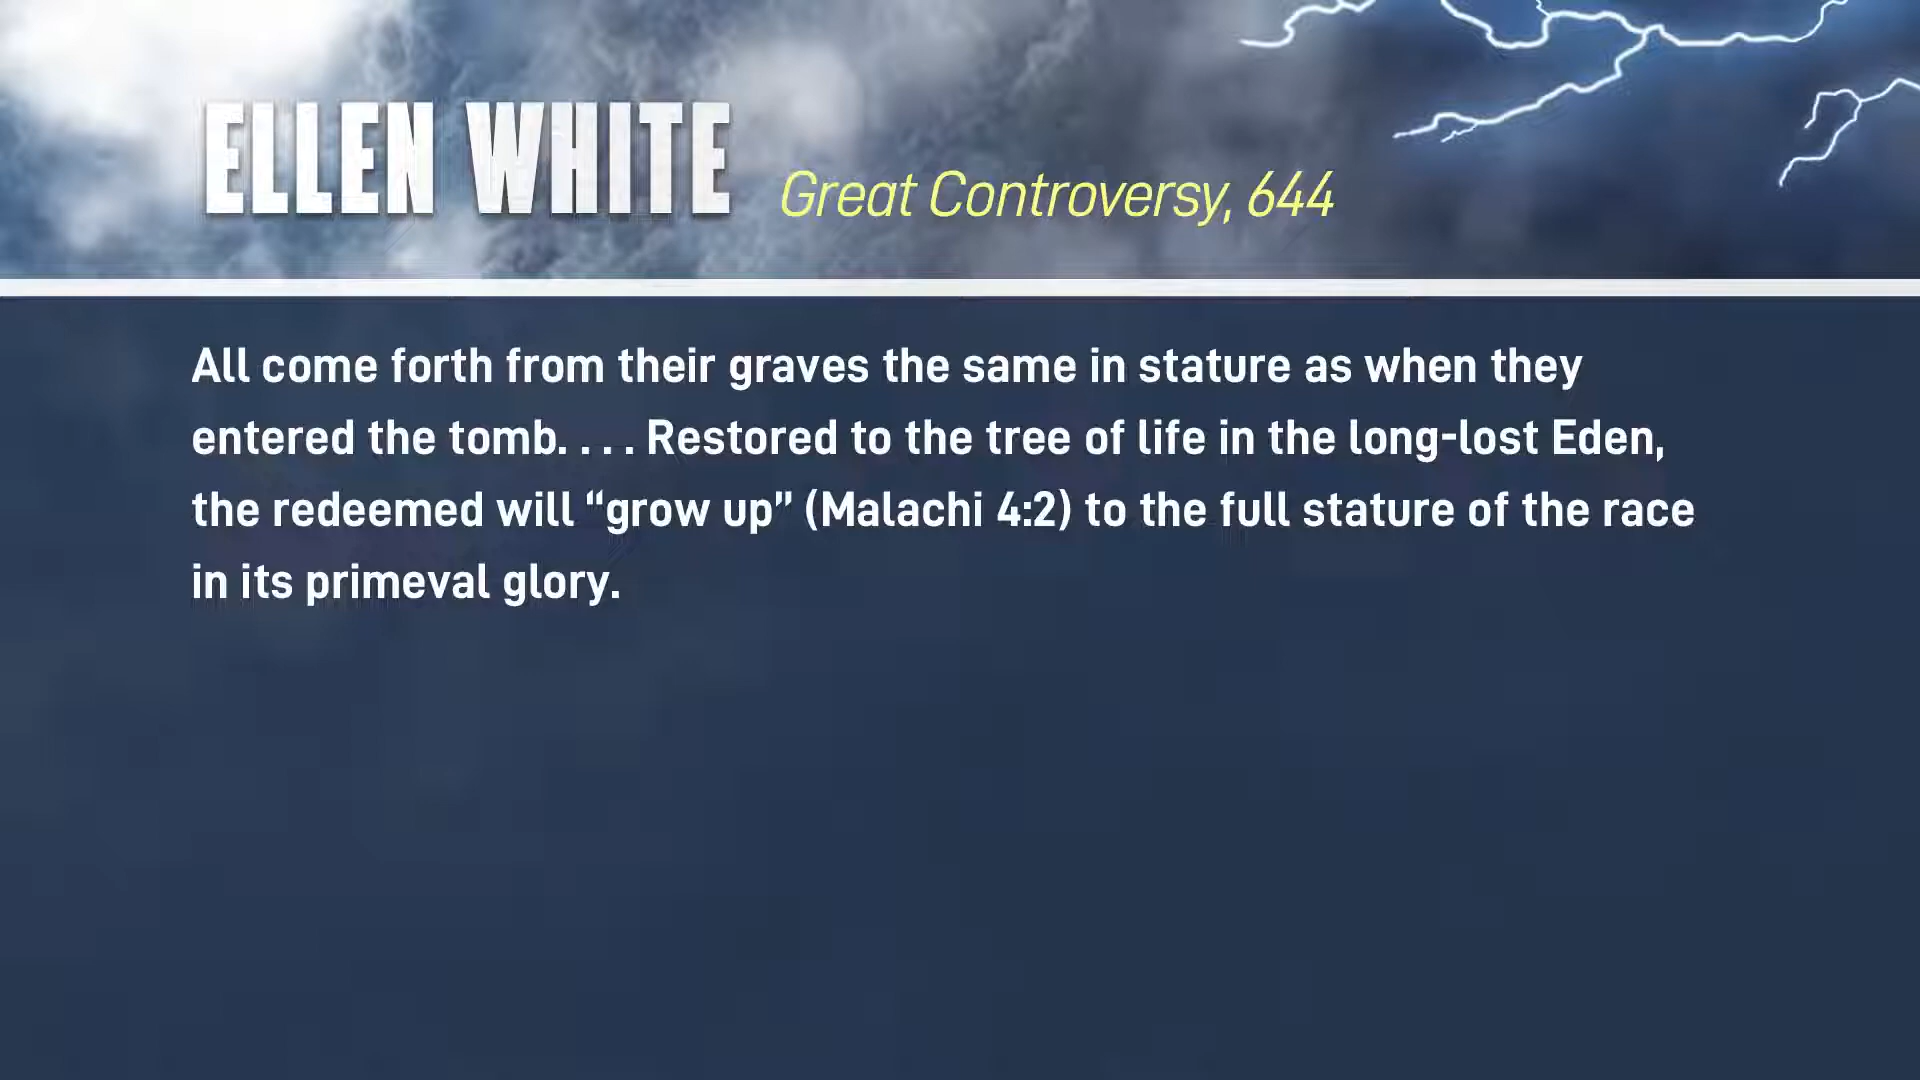 ELLEN WHITE Great Controversy, 644
All come forth from their graves the same in stature as when they
entered the tomb. . . . Restored to the tree of life in the long-lost Eden,
the redeemed will “grow up” (Malachi 4:2) to the full stature of the race
in its primeval glory.